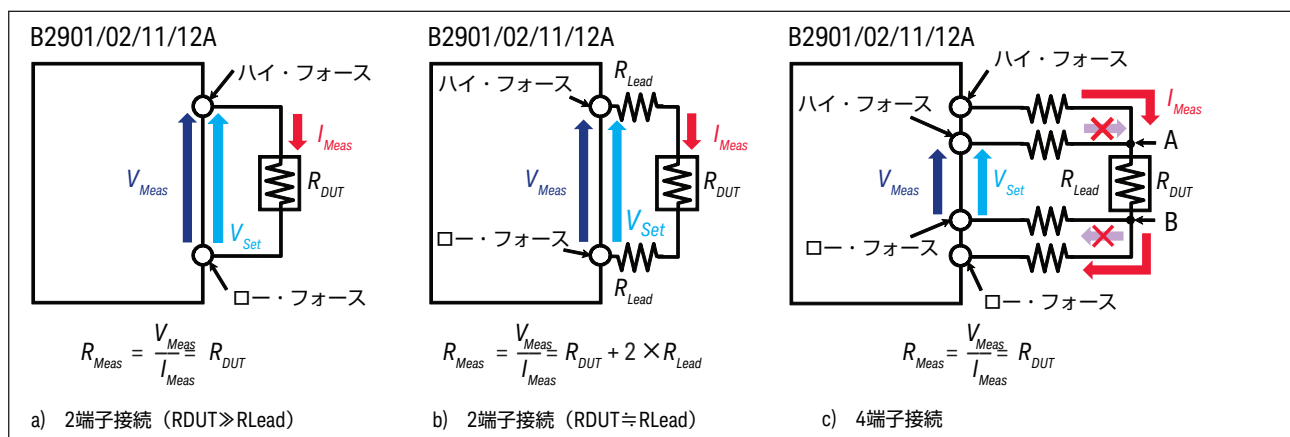 B2901/02/11/12A
ハイ・フォース
I_Meas
V_Meas
V_Set
R_DUT
ロー・フォース
R_Meas = V_Meas / I_Meas = R_DUT
a) 2端子接続（RDUT≫RLead）
B2901/02/11/12A
R_Lead
ハイ・フォース
I_Meas
V_Meas
V_Set
R_DUT
ロー・フォース
R_Lead
R_Meas = V_Meas / I_Meas = R_DUT + 2 × R_Lead
b) 2端子接続（RDUT≒RLead）
B2901/02/11/12A
ハイ・フォース
ハイ・フォース
I_Meas
A
V_Meas
V_Set
R_Lead
R_DUT
B
ロー・フォース
ロー・フォース
R_Meas = V_Meas / I_Meas = R_DUT
c) 4端子接続